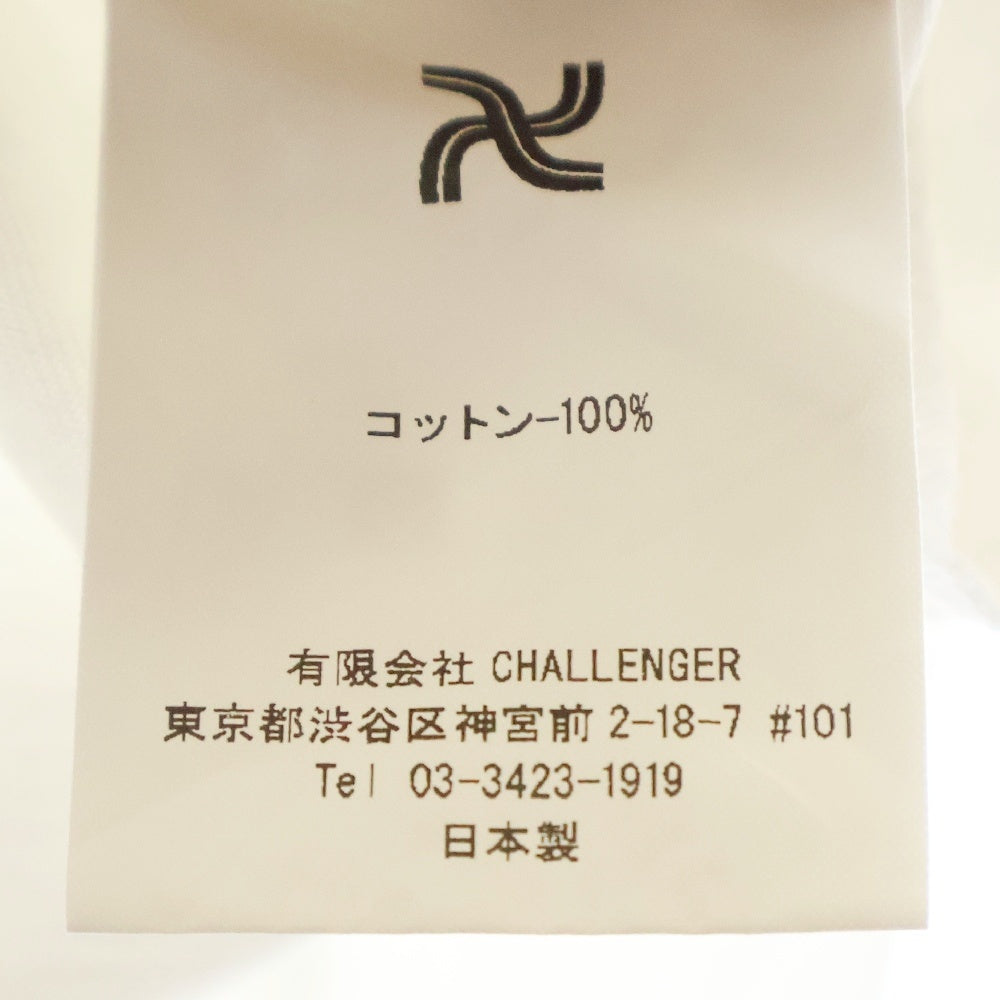 コットン-100%
有限会社 CHALLENGER
東京都渋谷区神宮前 2-18-7 #101
Tel 03-3423-1919
日本製